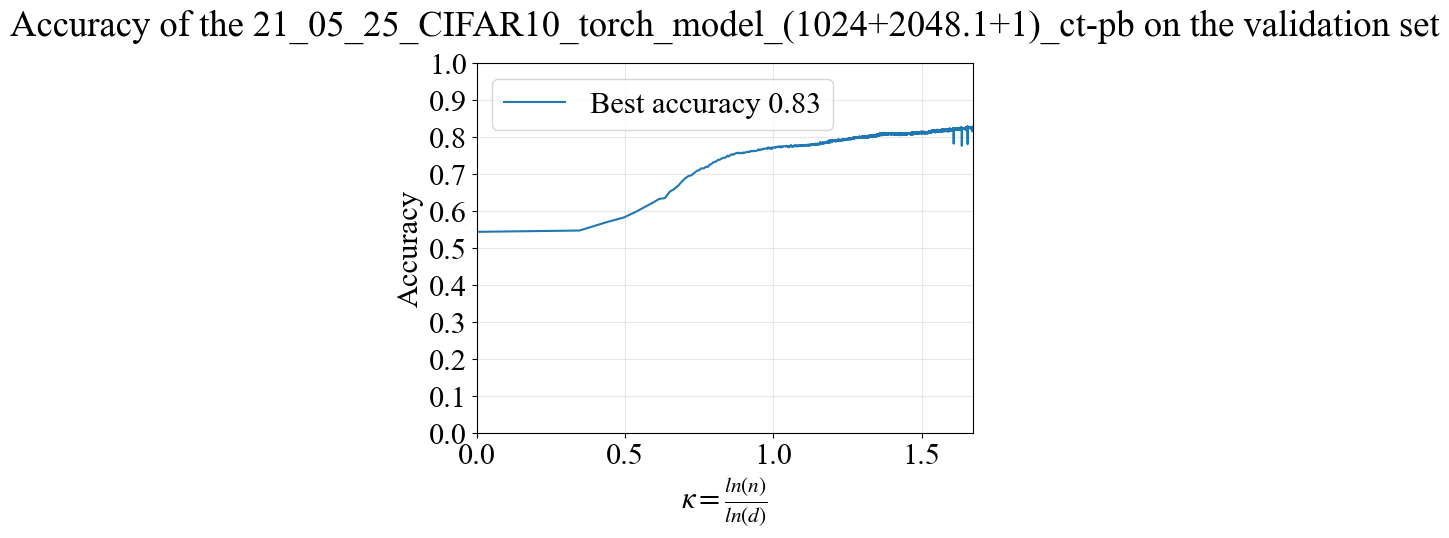 Accuracy of the 21_05_25_CIFAR10_torch_model_(1024+2048.1+1)_ct-pb on the validation set
Best accuracy 0.83
Accuracy
1.0
0.9
0.8
0.7
0.6
0.5
0.4
0.3
0.2
0.1
0.0
0.0 0.5 1.0 1.5
κ = ln(n) / ln(d)